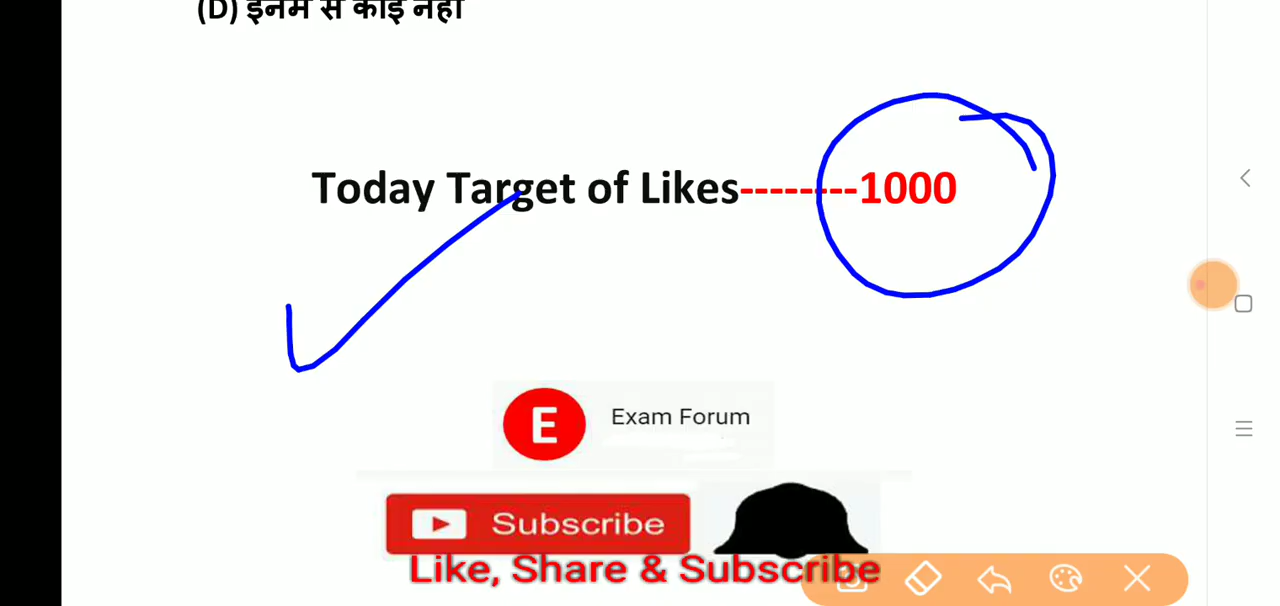 (D) इनमें से कोई नहीं
Today Target of Likes--------1000
E Exam Forum
Subscribe
Like, Share & Subscribe